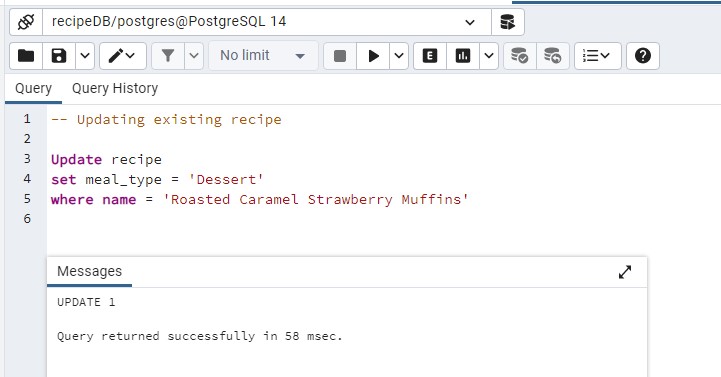 recipeDB/postgres@PostgreSQL 14
No limit
E
Query Query History
1 -- Updating existing recipe
2
3 Update recipe
4 set meal_type = 'Dessert'
5 where name = 'Roasted Caramel Strawberry Muffins'
6
Messages
UPDATE 1
Query returned successfully in 58 msec.